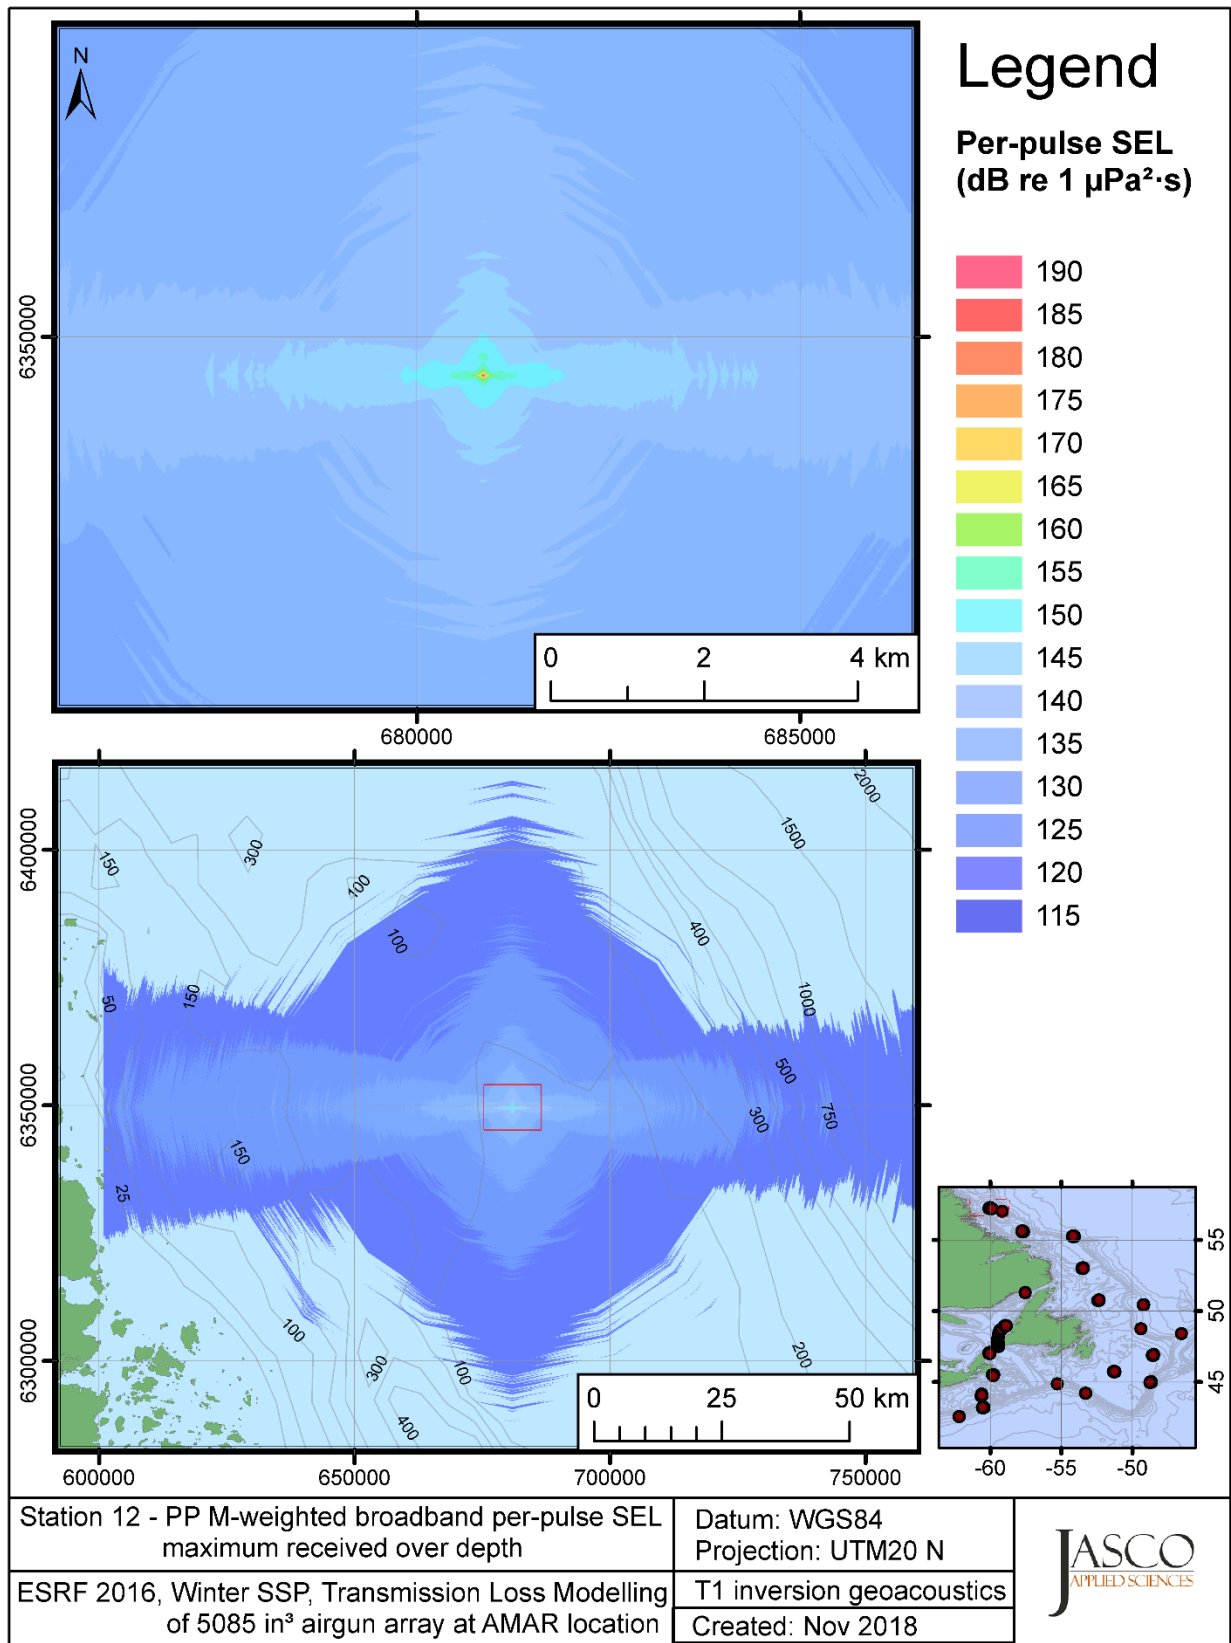 N
6350000
0 2 4 km
680000 685000
Legend
Per-pulse SEL
(dB re 1 µPa²·s)
190
185
180
175
170
165
160
155
150
145
140
135
130
125
120
115
6400000
6350000
6300000
150
300
100
100
2000
1500
400
1000
50
150
500
300
750
150
25
100
300
100
400
200
0 25 50 km
600000 650000 700000 750000
55
50
45
-60 -55 -50
Station 12 - PP M-weighted broadband per-pulse SEL
maximum received over depth
Datum: WGS84
Projection: UTM20 N
ESRF 2016, Winter SSP, Transmission Loss Modelling
of 5085 in³ airgun array at AMAR location
T1 inversion geoacoustics
Created: Nov 2018
JASCO
APPLIED SCIENCES